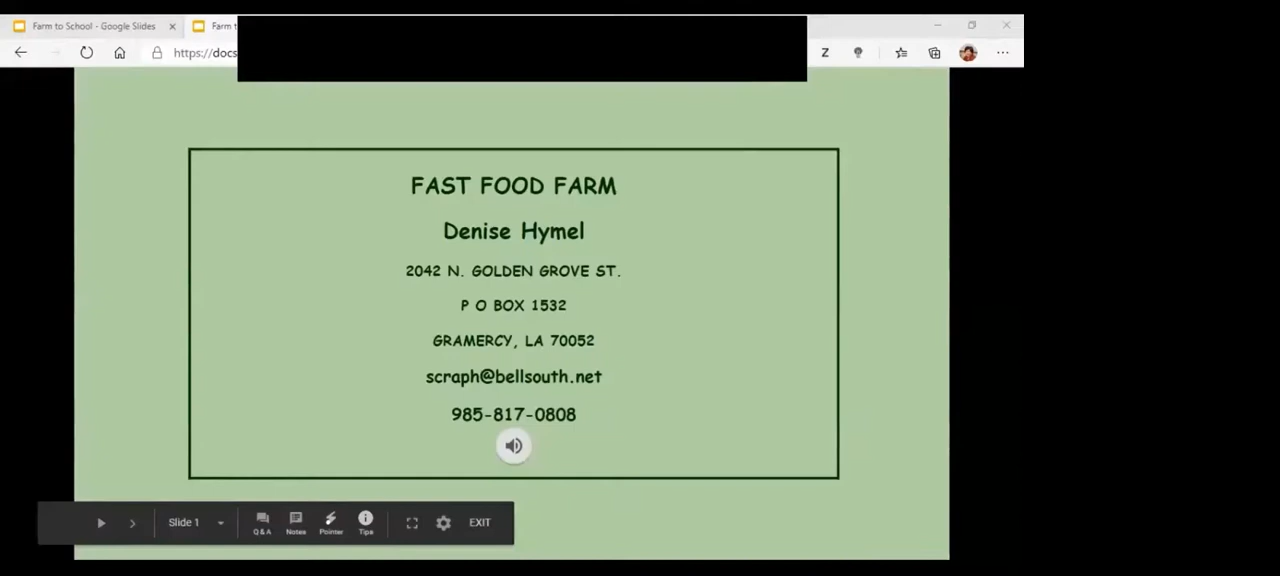 Farm to School - Google Slides
Farm t
https://docs
Z
FAST FOOD FARM
Denise Hymel
2042 N. GOLDEN GROVE ST.
P O BOX 1532
GRAMERCY, LA 70052
scraph@bellsouth.net
985-817-0808
Slide 1
Q & A
Notes
Pointer
Tips
EXIT